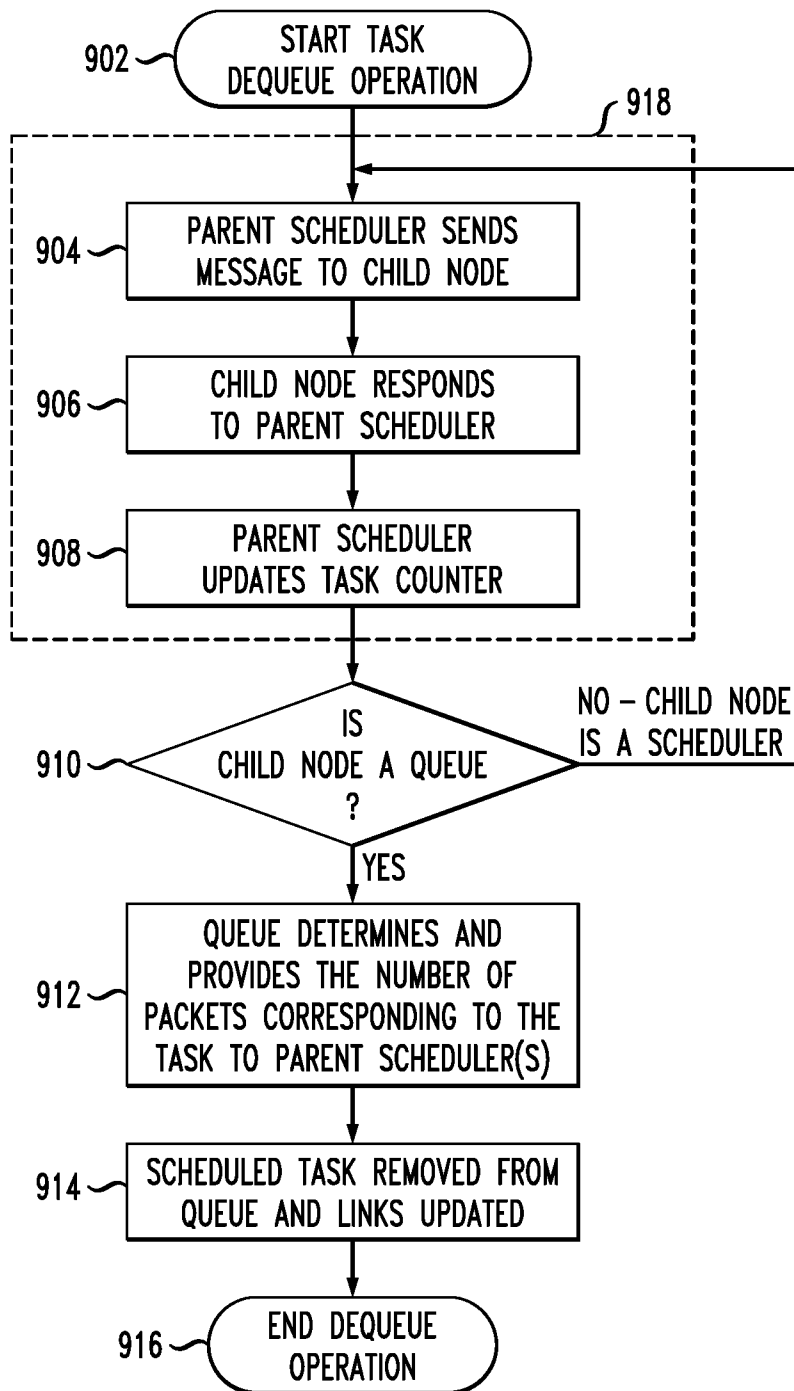 START TASK
DEQUEUE OPERATION
902
918
PARENT SCHEDULER SENDS
MESSAGE TO CHILD NODE
904
CHILD NODE RESPONDS
TO PARENT SCHEDULER
906
PARENT SCHEDULER
UPDATES TASK COUNTER
908
IS
CHILD NODE A QUEUE
?
910
NO – CHILD NODE
IS A SCHEDULER
YES
QUEUE DETERMINES AND
PROVIDES THE NUMBER OF
PACKETS CORRESPONDING TO THE
TASK TO PARENT SCHEDULER(S)
912
SCHEDULED TASK REMOVED FROM
QUEUE AND LINKS UPDATED
914
END DEQUEUE
OPERATION
916